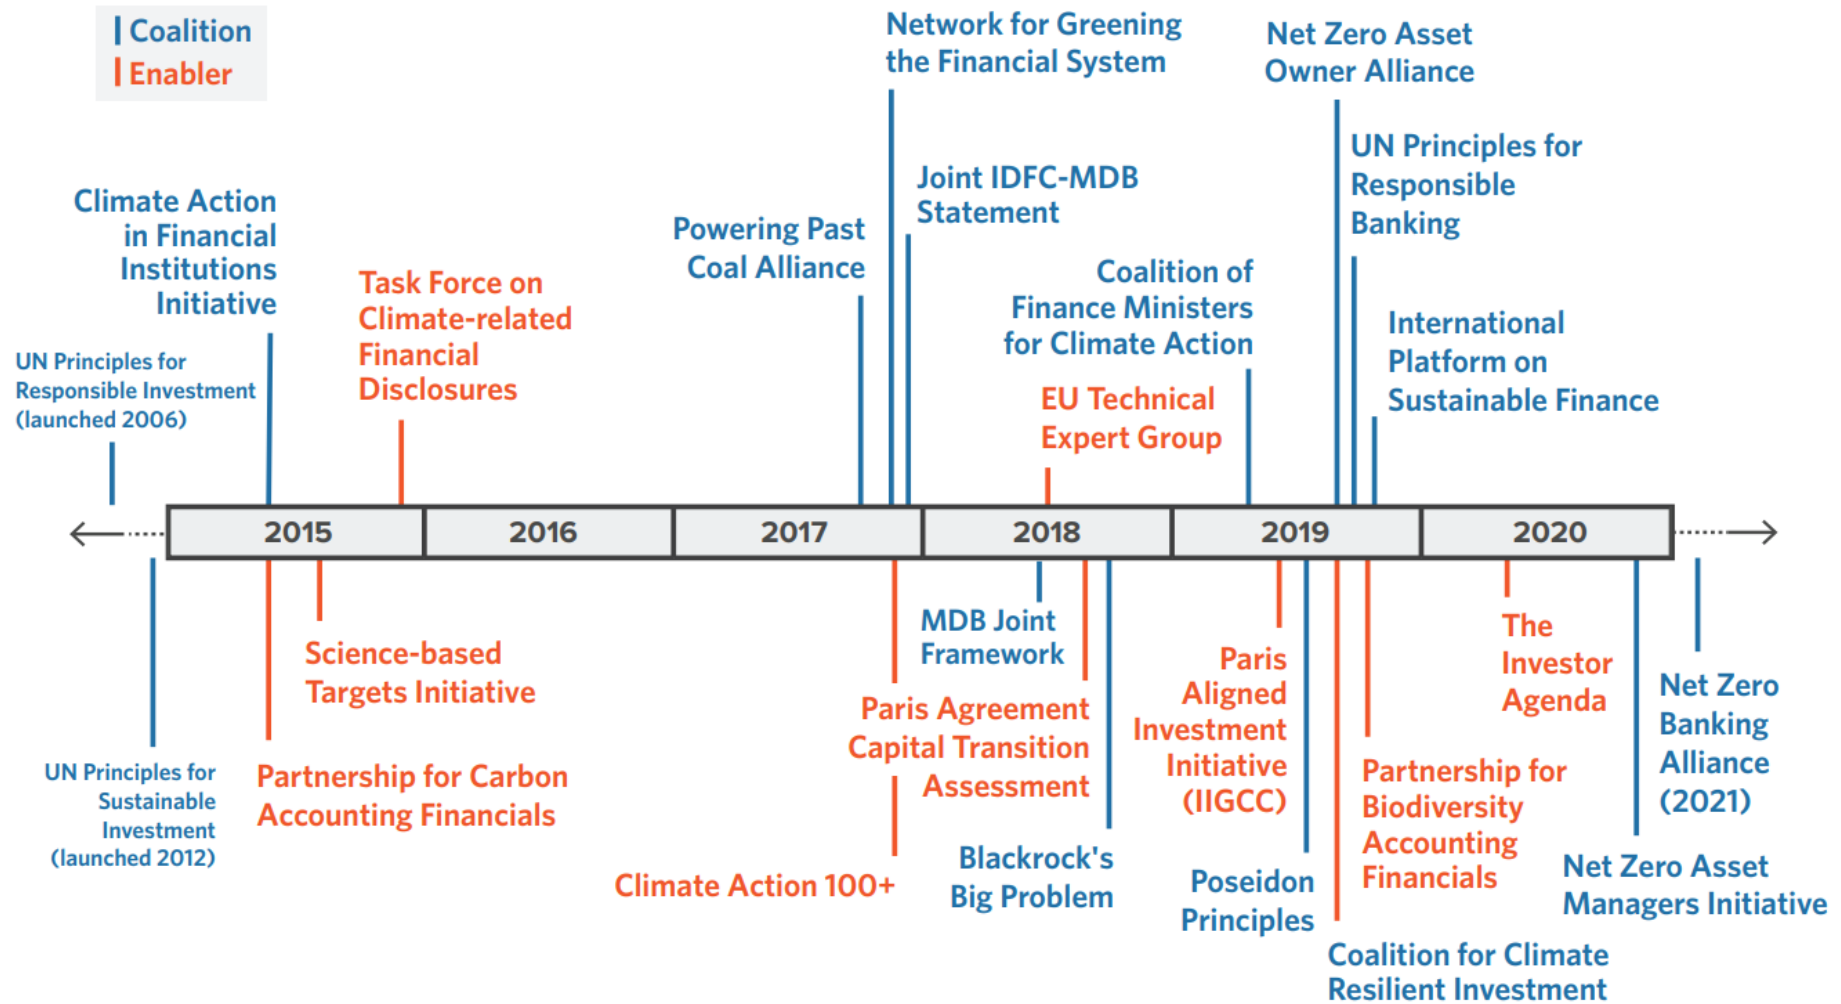 Coalition
Enabler
Network for Greening
the Financial System
Net Zero Asset
Owner Alliance
UN Principles for
Responsible
Banking
Joint IDFC-MDB
Statement
Climate Action
in Financial
Institutions
Initiative
Powering Past
Coal Alliance
Coalition of
Finance Ministers
for Climate Action
Task Force on
Climate-related
Financial
Disclosures
International
Platform on
Sustainable Finance
UN Principles for
Responsible Investment
(launched 2006)
EU Technical
Expert Group
2015
2016
2017
2018
2019
2020
MDB Joint
Framework
The
Investor
Agenda
Science-based
Targets Initiative
Paris
Aligned
Investment
Initiative
(IIGCC)
Net Zero
Banking
Alliance
(2021)
Paris Agreement
Capital Transition
Assessment
UN Principles for
Sustainable
Investment
(launched 2012)
Partnership for Carbon
Accounting Financials
Partnership for
Biodiversity
Accounting
Financials
Climate Action 100+
Blackrock's
Big Problem
Poseidon
Principles
Net Zero Asset
Managers Initiative
Coalition for Climate
Resilient Investment